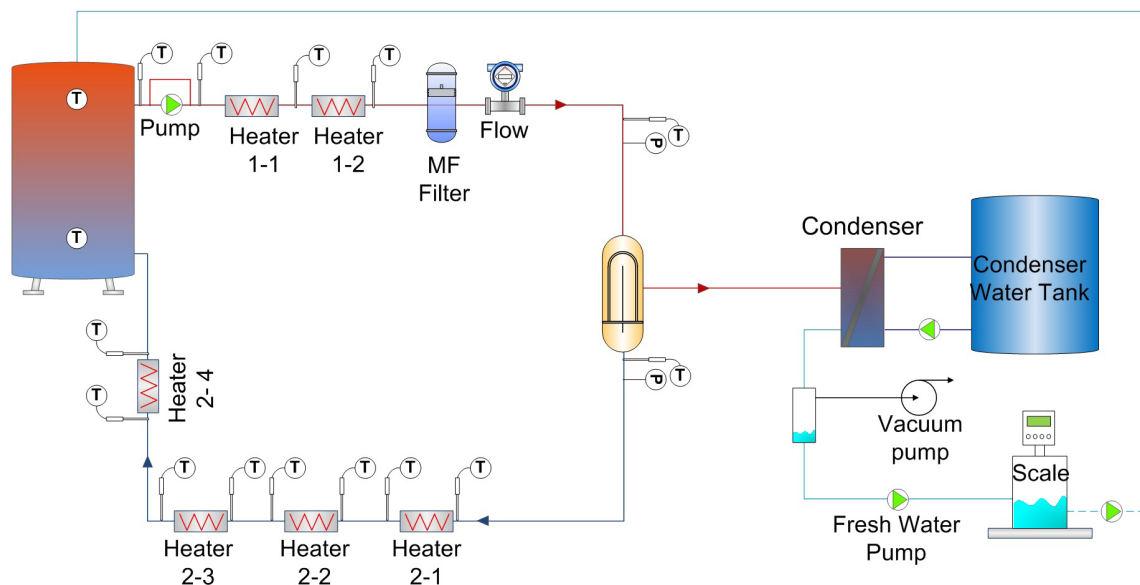 T
T
T
T
T
T
Pump
Heater
1-1
Heater
1-2
MF
Filter
Flow
T
P
T
Condenser
Condenser
Water Tank
T
T
Heater
2- 4
T
P
Vacuum
pump
Scale
Fresh Water
Pump
T
T
T
T
T
T
Heater
2-3
Heater
2-2
Heater
2-1